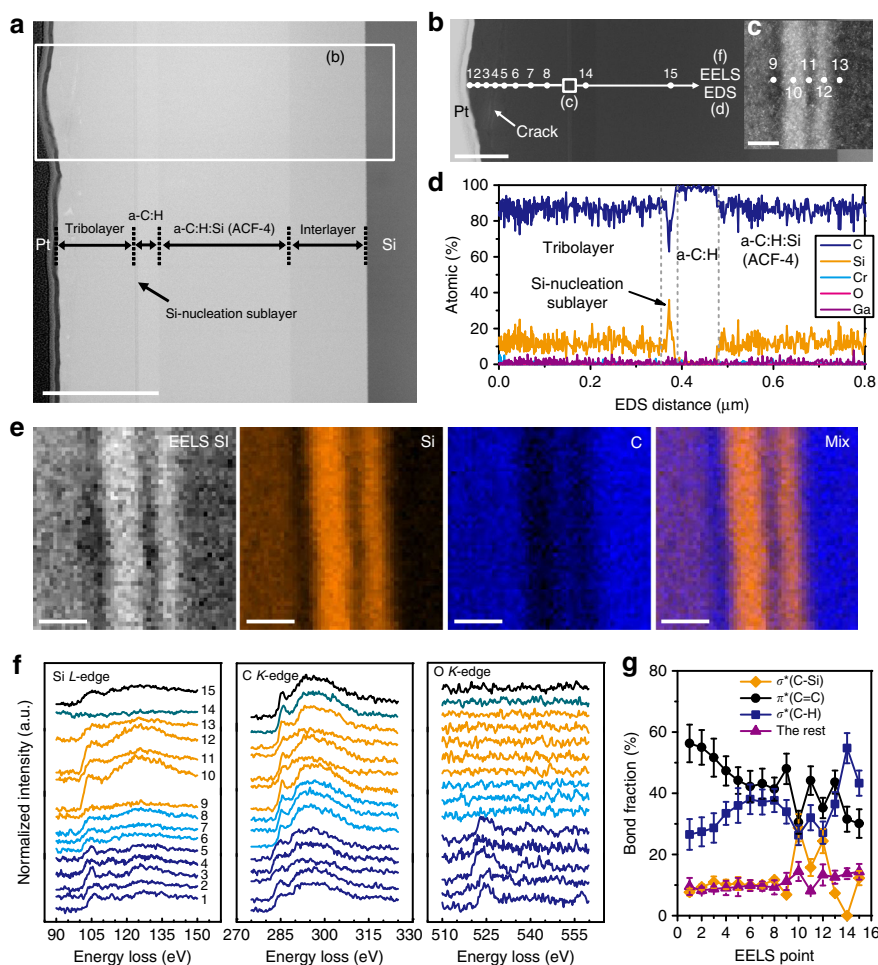 a
(b)
Pt
Tribolayer
a-C:H
a-C:H:Si (ACF-4)
Interlayer
Si
Si-nucleation sublayer
b
1 2 3 4 5 6 7 8 14 15
(c)
Pt
Crack
(f)
EELS
EDS
(d)
c
9 11 13
10 12
d
Atomic (%)
100
80
60
40
20
0
Tribolayer
a-C:H
a-C:H:Si
(ACF-4)
Si-nucleation
sublayer
C
Si
Cr
O
Ga
0.0 0.2 0.4 0.6 0.8
EDS distance (μm)
e
EELS SI
Si
C
Mix
f
Normalized intensity (a.u.)
Si L-edge
15
14
13
12
11
10
9
8
7
6
5
4
3
2
1
90 105 120 135 150
Energy loss (eV)
C K-edge
270 285 300 325
Energy loss (eV)
O K-edge
510 525 535 555
Energy loss (eV)
g
Bond fraction (%)
80
60
40
20
0
σ*(C-Si)
π*(C=C)
σ*(C-H)
The rest
0 2 4 6 8 10 12 14 16
EELS point